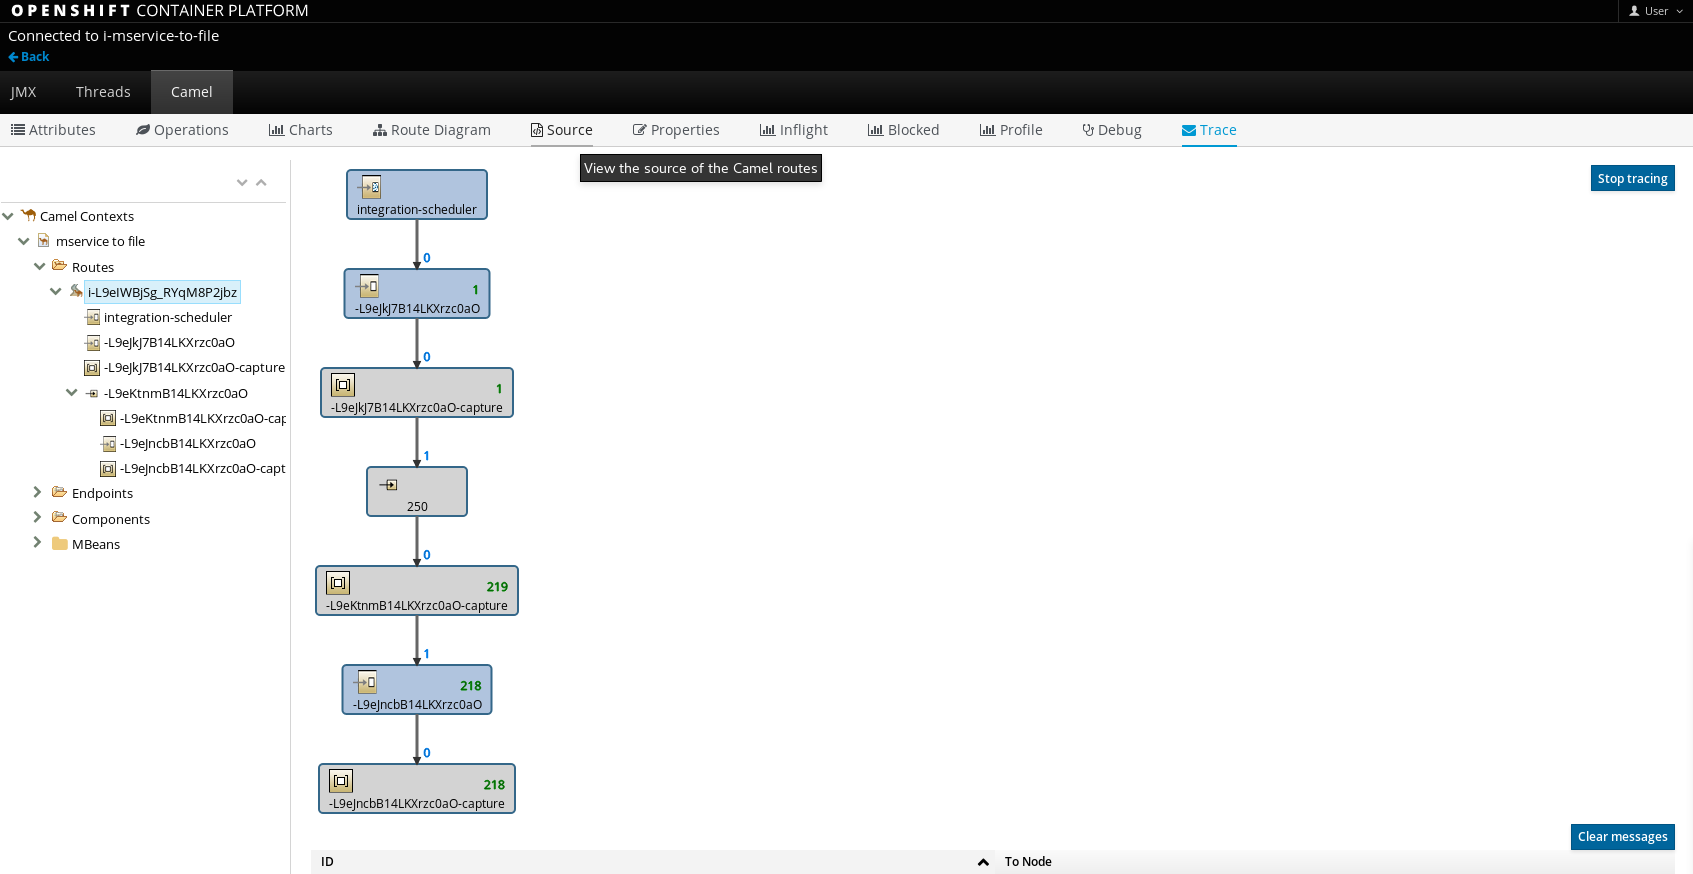 OPENSHIFT CONTAINER PLATFORM
User
Connected to i-mservice-to-file
Back
JMX Threads Camel
Attributes Operations Charts Route Diagram Source Properties Inflight Blocked Profile Debug Trace
View the source of the Camel routes
Stop tracing
Camel Contexts
mservice to file
Routes
i-L9eIWBjSg_RYqM8P2jbz
integration-scheduler
-L9eJkJ7B14LKXrzc0aO
-L9eJkJ7B14LKXrzc0aO-capture
-L9eKtnmB14LKXrzc0aO
-L9eKtnmB14LKXrzc0aO-cap
-L9eJncbB14LKXrzc0aO
-L9eJncbB14LKXrzc0aO-capt
Endpoints
Components
MBeans
integration-scheduler
0
1
-L9eJkJ7B14LKXrzc0aO
0
1
-L9eJkJ7B14LKXrzc0aO-capture
1
250
0
219
-L9eKtnmB14LKXrzc0aO-capture
1
218
-L9eJncbB14LKXrzc0aO
0
218
-L9eJncbB14LKXrzc0aO-capture
Clear messages
ID To Node